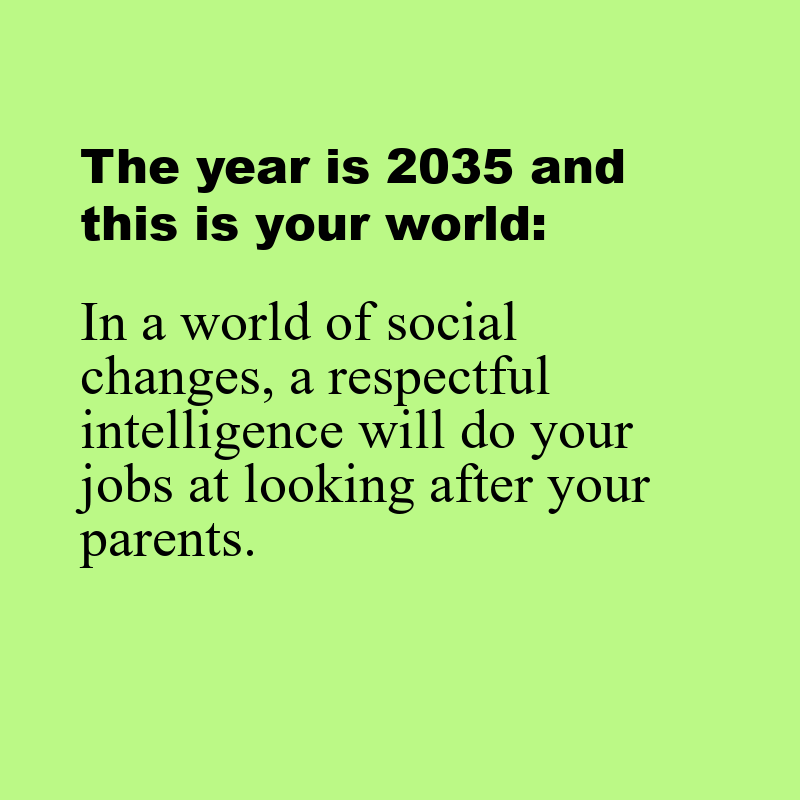 The year is 2035 and
this is your world:
In a world of social
changes, a respectful
intelligence will do your
jobs at looking after your
parents.